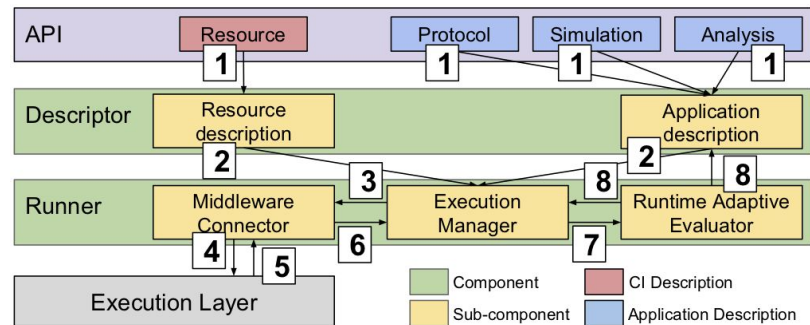 API
Resource
Protocol
Simulation
Analysis
1
1
1
1
Descriptor
Resource
description
Application
description
2
2
3
8
8
Runner
Middleware
Connector
Execution
Manager
Runtime Adaptive
Evaluator
4
5
6
7
Execution Layer
Component
CI Description
Sub-component
Application Description